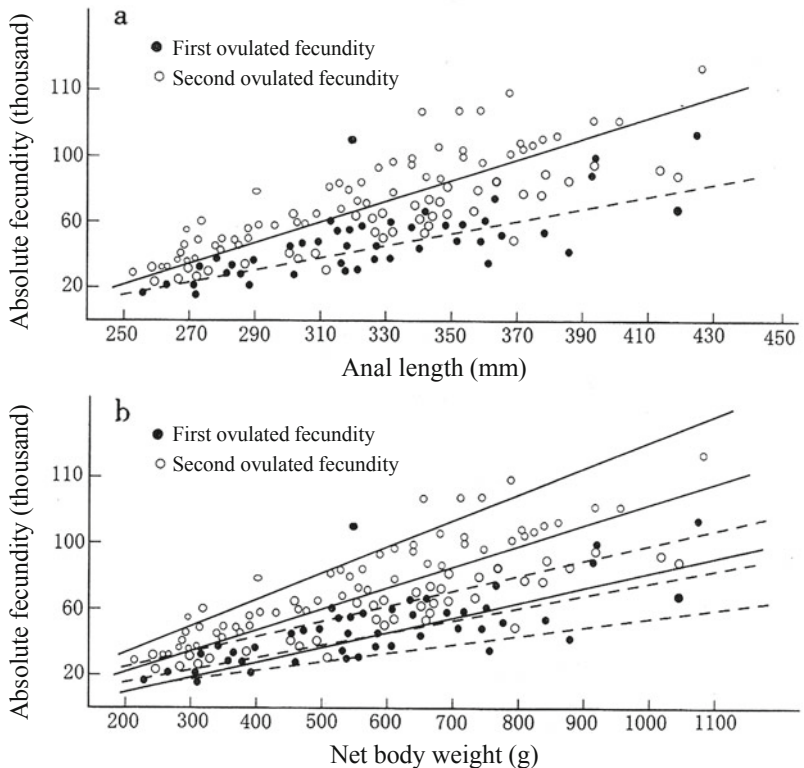 a
First ovulated fecundity
Second ovulated fecundity
Absolute fecundity (thousand)
110
100
60
20
250 270 290 310 330 350 370 390 410 430 450
Anal length (mm)
b
First ovulated fecundity
Second ovulated fecundity
Absolute fecundity (thousand)
110
100
60
20
200 300 400 500 600 700 800 900 1000 1100
Net body weight (g)